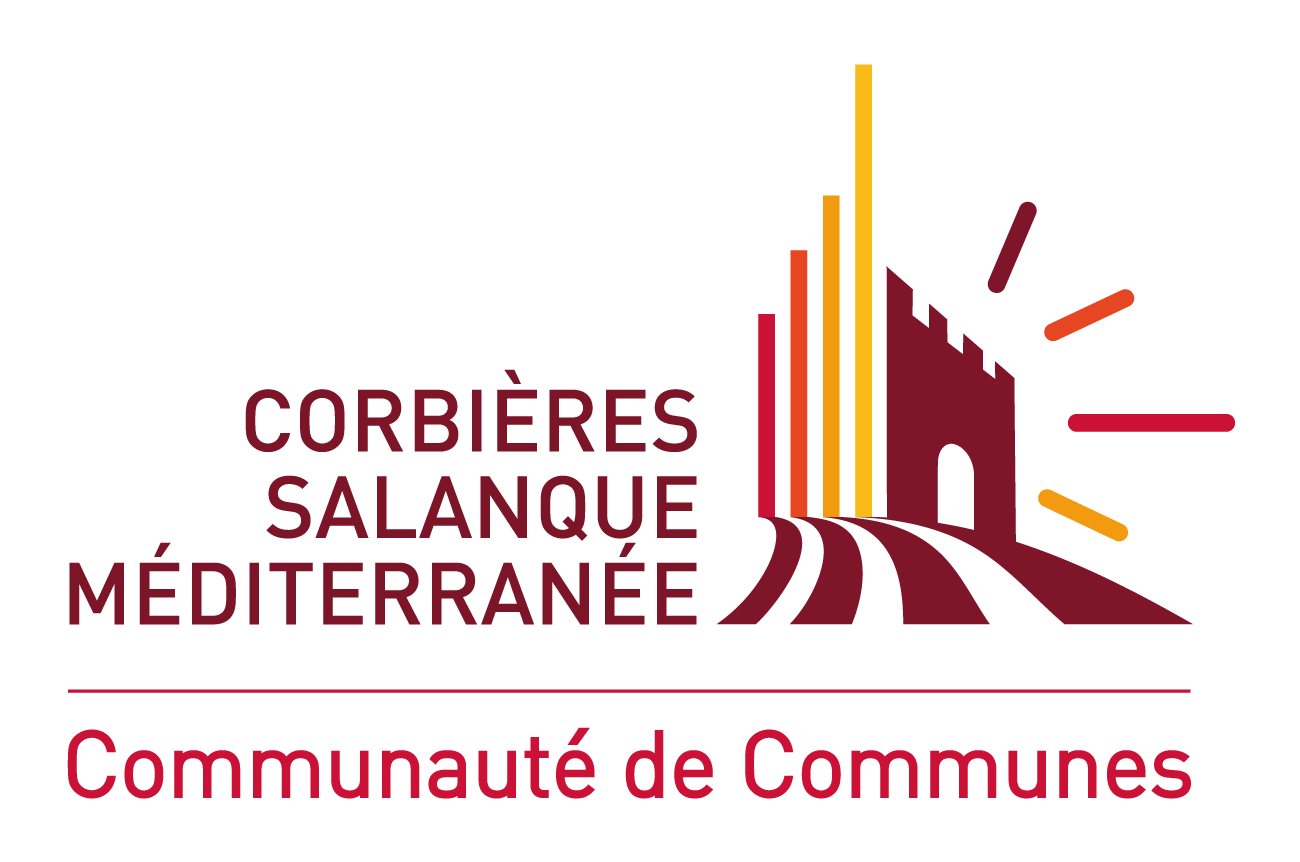 CORBIÈRES
SALANQUE
MÉDITERRANÉE
Communauté de Communes